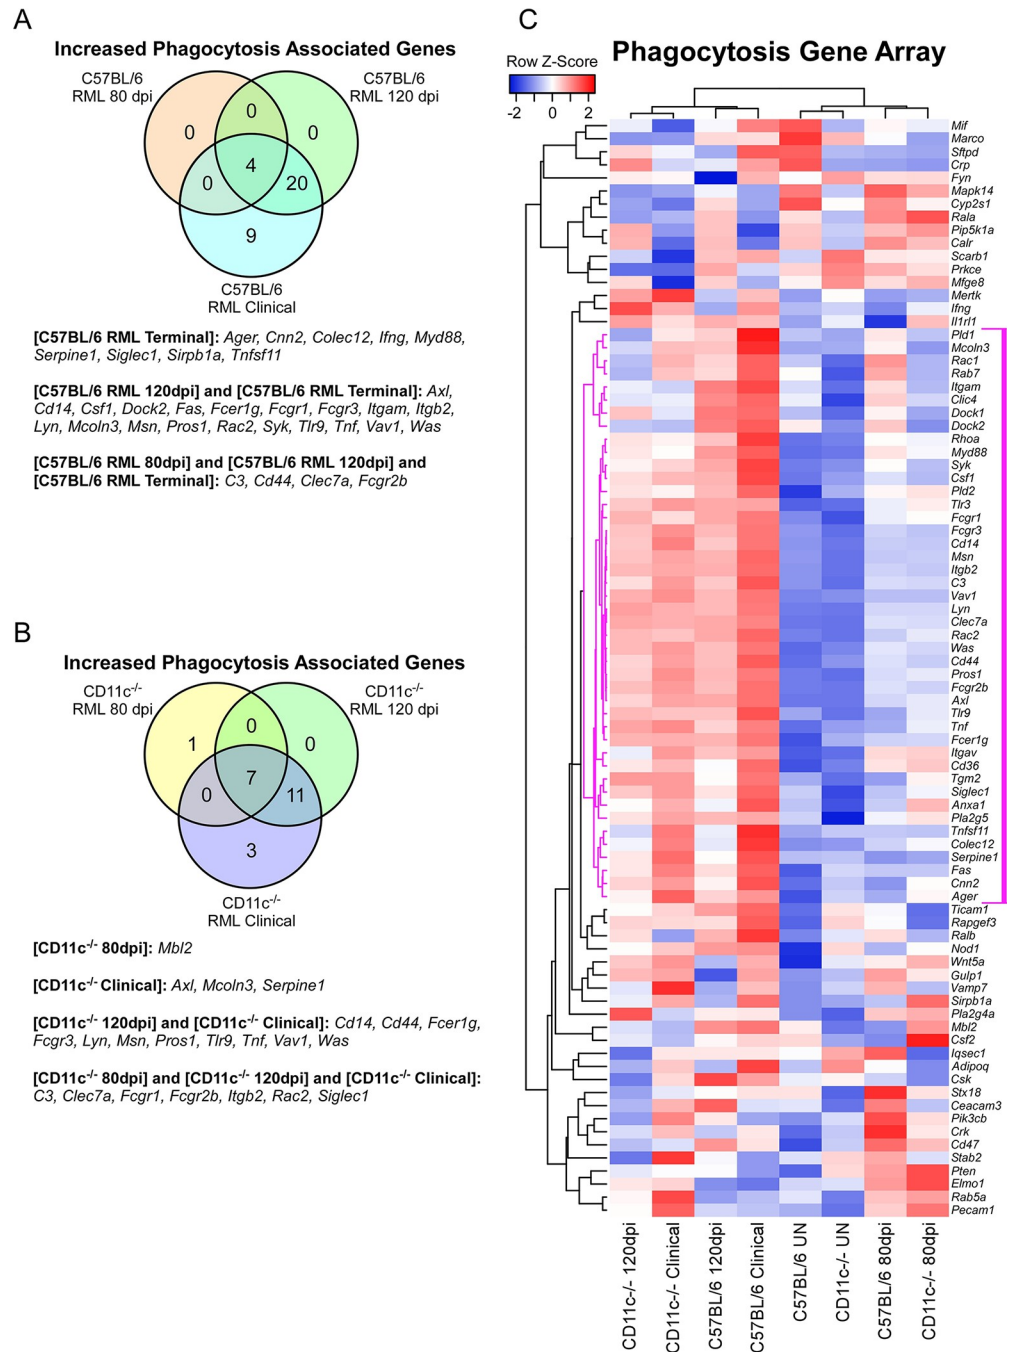 A
Increased Phagocytosis Associated Genes
C57BL/6
RML 80 dpi
C57BL/6
RML 120 dpi
0
0
0
4
0
20
9
C57BL/6
RML Clinical
[C57BL/6 RML Terminal]: Ager, Cnn2, Colec12, Ifng, Myd88,
Serpine1, Siglec1, Sirpb1a, Tnfsf11
[C57BL/6 RML 120dpi] and [C57BL/6 RML Terminal]: Axl,
Cd14, Csf1, Dock2, Fas, Fcer1g, Fcgr1, Fcgr3, Itgam, Itgb2,
Lyn, Mcoln3, Msn, Pros1, Rac2, Syk, Tlr9, Tnf, Vav1, Was
[C57BL/6 RML 80dpi] and [C57BL/6 RML 120dpi] and
[C57BL/6 RML Terminal]: C3, Cd44, Clec7a, Fcgr2b
B
Increased Phagocytosis Associated Genes
CD11c-/-
RML 80 dpi
CD11c-/-
RML 120 dpi
0
1
0
7
0
11
3
CD11c-/-
RML Clinical
[CD11c-/- 80dpi]: Mbl2
[CD11c-/- Clinical]: Axl, Mcoln3, Serpine1
[CD11c-/- 120dpi] and [CD11c-/- Clinical]: Cd14, Cd44, Fcer1g,
Fcgr3, Lyn, Msn, Pros1, Tlr9, Tnf, Vav1, Was
[CD11c-/- 80dpi] and [CD11c-/- 120dpi] and [CD11c-/- Clinical]:
C3, Clec7a, Fcgr1, Fcgr2b, Itgb2, Rac2, Siglec1
C
Phagocytosis Gene Array
Row Z-Score
-2 0 2
Mif
Marco
Sftpd
Crp
Fyn
Mapk14
Cyp2s1
Rala
Pip5k1a
Calr
Scarb1
Prkce
Mfge8
Mertk
Ifng
Il1rl1
Pld1
Mcoln3
Rac1
Rab7
Itgam
Clic4
Dock1
Dock2
Rhoa
Myd88
Syk
Csf1
Pld2
Tlr3
Fcgr1
Fcgr3
Cd14
Msn
Itgb2
C3
Vav1
Lyn
Clec7a
Rac2
Was
Cd44
Pros1
Fcgr2b
Axl
Tlr9
Tnf
Fcer1g
Itgav
Cd36
Tgm2
Siglec1
Anxa1
Pla2g5
Tnfsf11
Colec12
Serpine1
Fas
Cnn2
Ager
Ticam1
Rapgef3
Ralb
Nod1
Wnt5a
Gulp1
Vamp7
Sirpb1a
Pla2g4a
Mbl2
Csf2
Iqsec1
Adipoq
Csk
Stx18
Ceacam3
Pik3cb
Crk
Cd47
Stab2
Pten
Elmo1
Rab5a
Pecam1
CD11c-/- 120dpi
CD11c-/- Clinical
C57BL/6 120dpi
C57BL/6 Clinical
C57BL/6 UN
CD11c-/- UN
C57BL/6 80dpi
CD11c-/- 80dpi